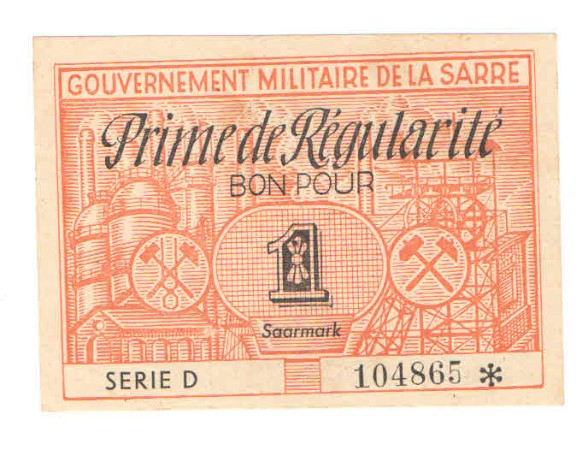 GOUVERNEMENT MILITAIRE DE LA SARRE
Prime de Régularité
BON POUR
1
Saarmark
SERIE D
104865 *